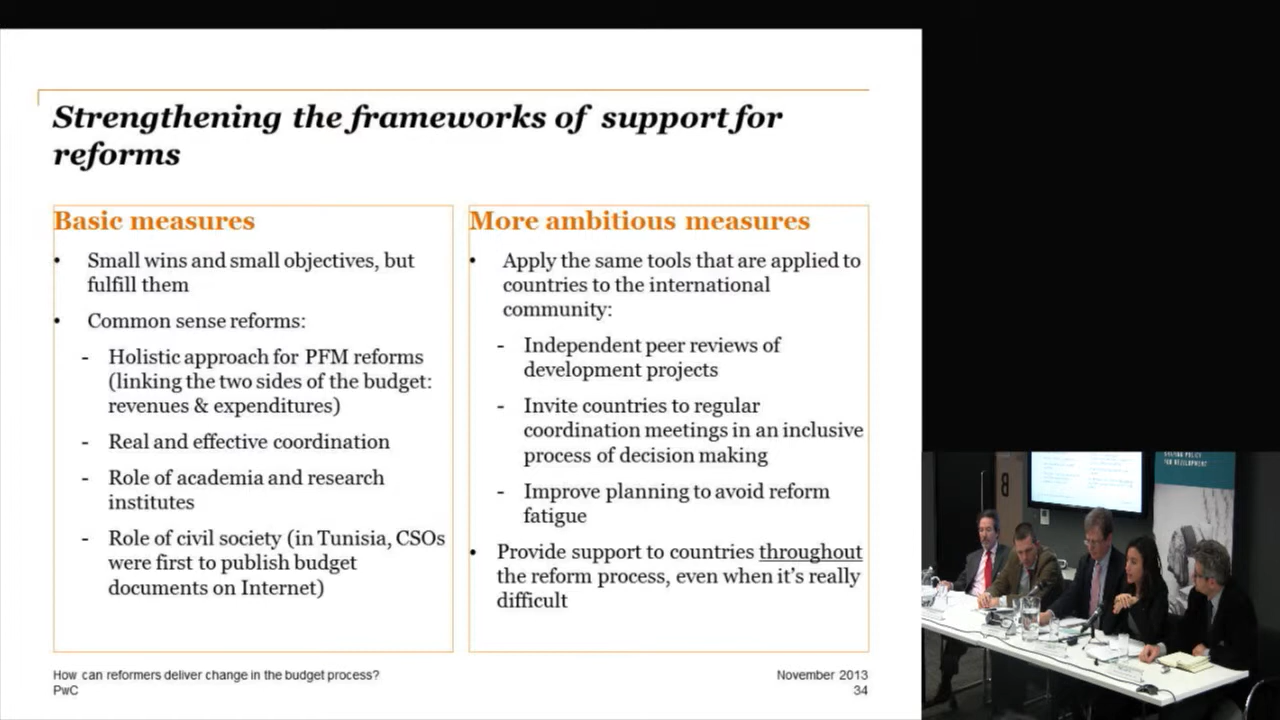 Strengthening the frameworks of support for
reforms
Basic measures
• Small wins and small objectives, but
fulfill them
• Common sense reforms:
- Holistic approach for PFM reforms
(linking the two sides of the budget:
revenues & expenditures)
- Real and effective coordination
- Role of academia and research
institutes
- Role of civil society (in Tunisia, CSOs
were first to publish budget
documents on Internet)
More ambitious measures
• Apply the same tools that are applied to
countries to the international
community:
- Independent peer reviews of
development projects
- Invite countries to regular
coordination meetings in an inclusive
process of decision making
- Improve planning to avoid reform
fatigue
• Provide support to countries throughout
the reform process, even when it's really
difficult
How can reformers deliver change in the budget process?
PwC
November 2013
34
FOR DEVELOPMENT